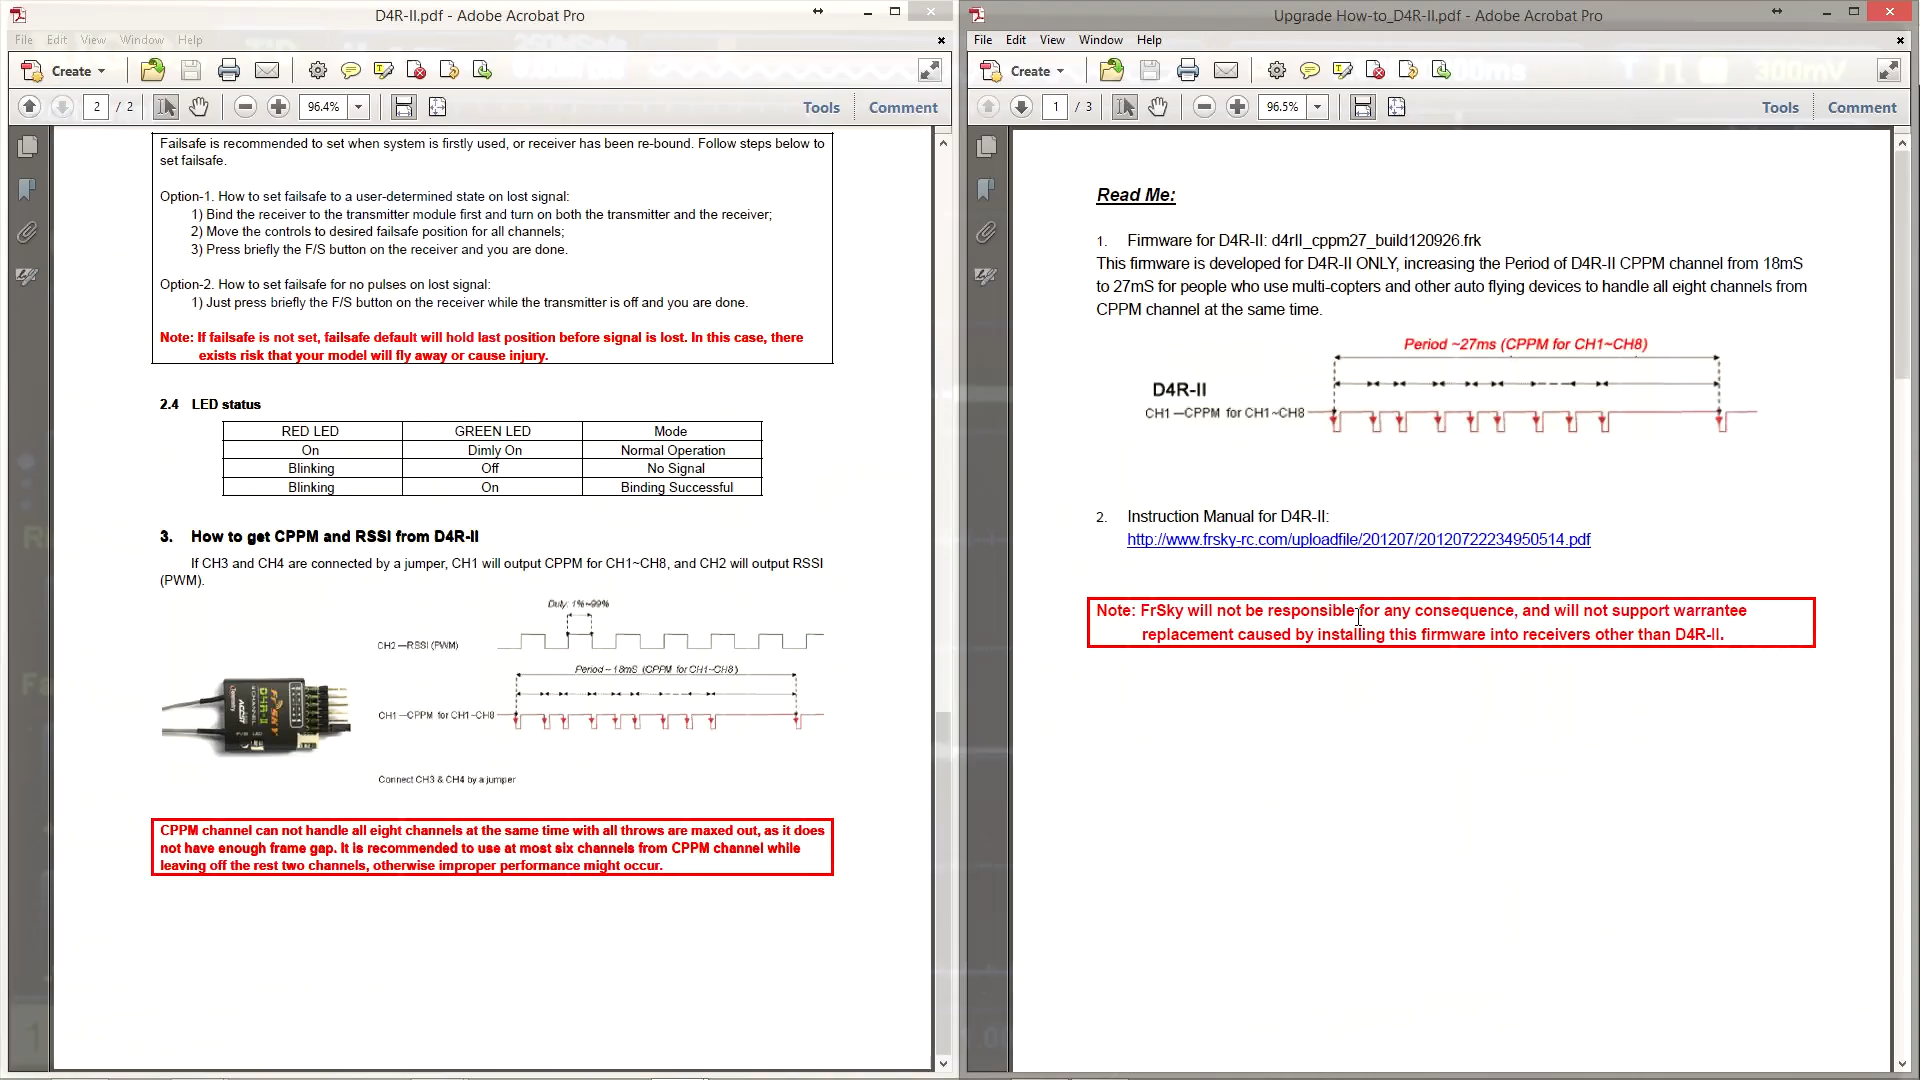 D4R-II.pdf - Adobe Acrobat Pro
File Edit View Window Help
Create
2 / 2
96.4%
Tools
Comment
Failsafe is recommended to set when system is firstly used, or receiver has been re-bound. Follow steps below to
set failsafe.
Option-1. How to set failsafe to a user-determined state on lost signal:
1) Bind the receiver to the transmitter module first and turn on both the transmitter and the receiver;
2) Move the controls to desired failsafe position for all channels;
3) Press briefly the F/S button on the receiver and you are done.
Option-2. How to set failsafe for no pulses on lost signal:
1) Just press briefly the F/S button on the receiver while the transmitter is off and you are done.
Note: If failsafe is not set, failsafe default will hold last position before signal is lost. In this case, there
exists risk that your model will fly away or cause injury.
2.4 LED status
RED LED GREEN LED Mode
On Dimly On Normal Operation
Blinking Off No Signal
Blinking On Binding Successful
3. How to get CPPM and RSSI from D4R-II
If CH3 and CH4 are connected by a jumper, CH1 will output CPPM for CH1~CH8, and CH2 will output RSSI
(PWM).
Duty: 1%~99%
CH2 —RSSI (PWM)
Period ~ 18mS (CPPM for CH1~CH8)
CH1 —CPPM for CH1~CH8
FrSky
D4R-II
Connect CH3 & CH4 by a jumper
CPPM channel can not handle all eight channels at the same time with all throws are maxed out, as it does
not have enough frame gap. It is recommended to use at most six channels from CPPM channel while
leaving off the rest two channels, otherwise improper performance might occur.
Upgrade How-to_D4R-II.pdf - Adobe Acrobat Pro
File Edit View Window Help
Create
1 / 3
96.5%
Tools
Comment
Read Me:
1. Firmware for D4R-II: d4rII_cppm27_build120926.frk
This firmware is developed for D4R-II ONLY, increasing the Period of D4R-II CPPM channel from 18mS
to 27mS for people who use multi-copters and other auto flying devices to handle all eight channels from
CPPM channel at the same time.
Period ~27ms (CPPM for CH1~CH8)
D4R-II
CH1 —CPPM for CH1~CH8
2. Instruction Manual for D4R-II:
http://www.frsky-rc.com/uploadfile/201207/20120722234950514.pdf
Note: FrSky will not be responsible for any consequence, and will not support warrantee
replacement caused by installing this firmware into receivers other than D4R-II.